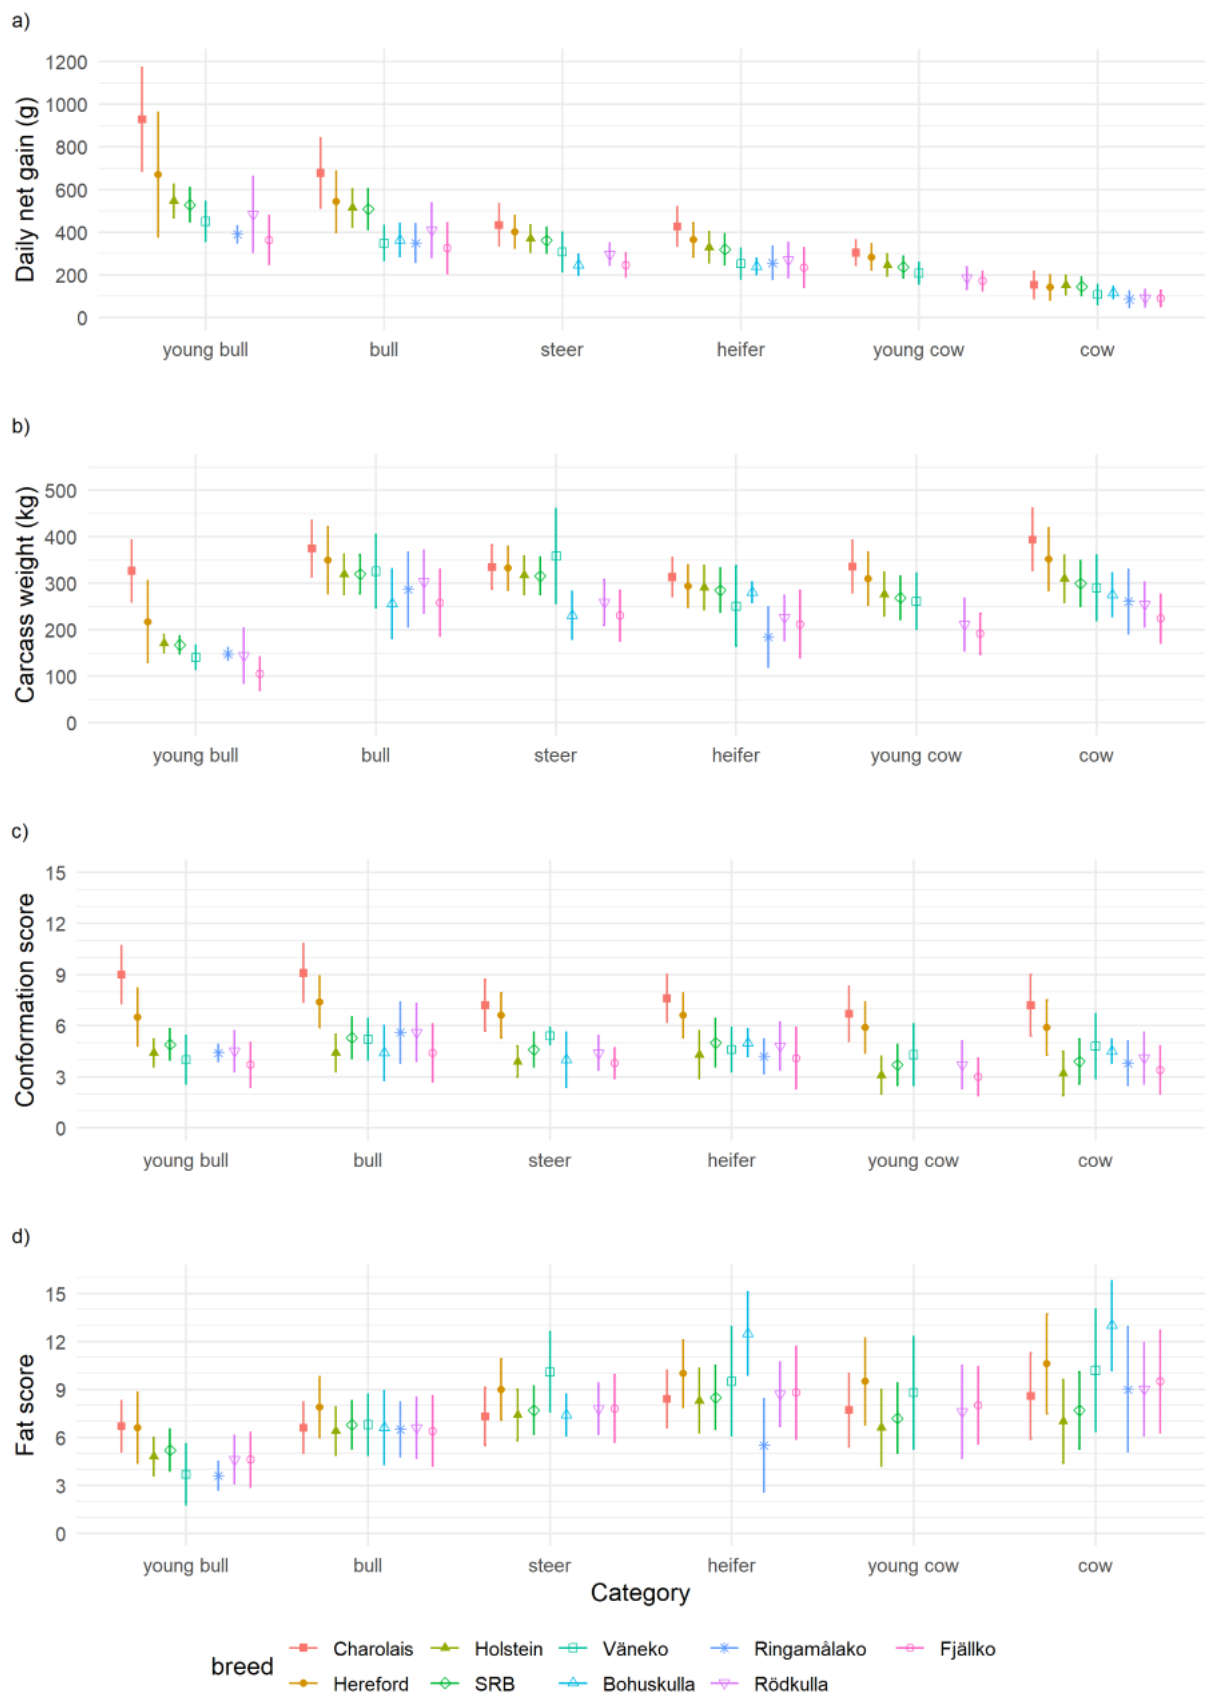 a)
1200
1000
800
600
400
200
0
Daily net gain (g)
young bull bull steer heifer young cow cow
b)
500
400
300
200
100
0
Carcass weight (kg)
young bull bull steer heifer young cow cow
c)
15
12
9
6
3
0
Conformation score
young bull bull steer heifer young cow cow
d)
15
12
9
6
3
0
Fat score
young bull bull steer heifer young cow cow
Category
breed
Charolais Holstein Väneko Ringamålako Fjällko
Hereford SRB Bohuskulla Rödkulla